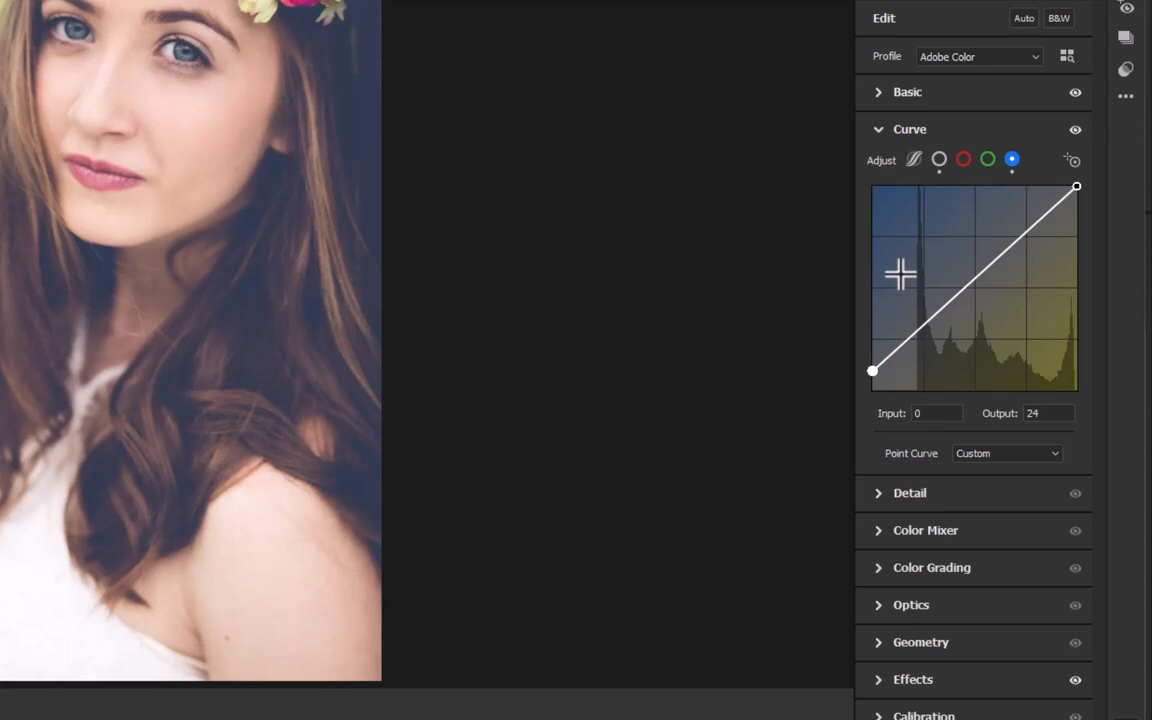 Edit Auto B&W
Profile Adobe Color
Basic
Curve
Adjust
Input: 0 Output: 24
Point Curve Custom
Detail
Color Mixer
Color Grading
Optics
Geometry
Effects
Calibration